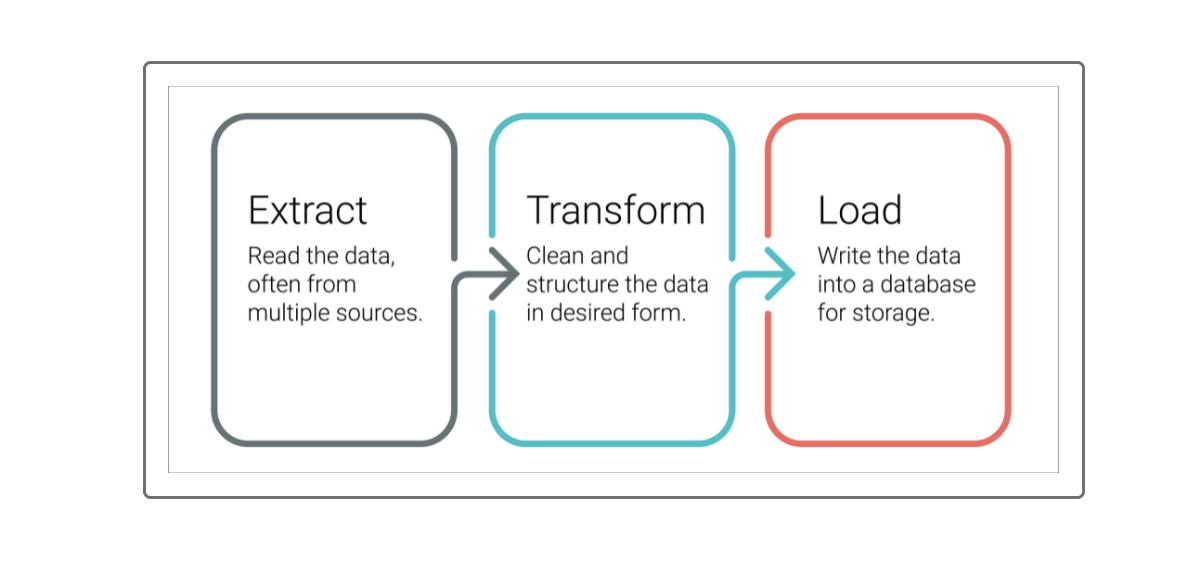 Extract
Read the data,
often from
multiple sources.
Transform
Clean and
structure the data
in desired form.
Load
Write the data
into a database
for storage.